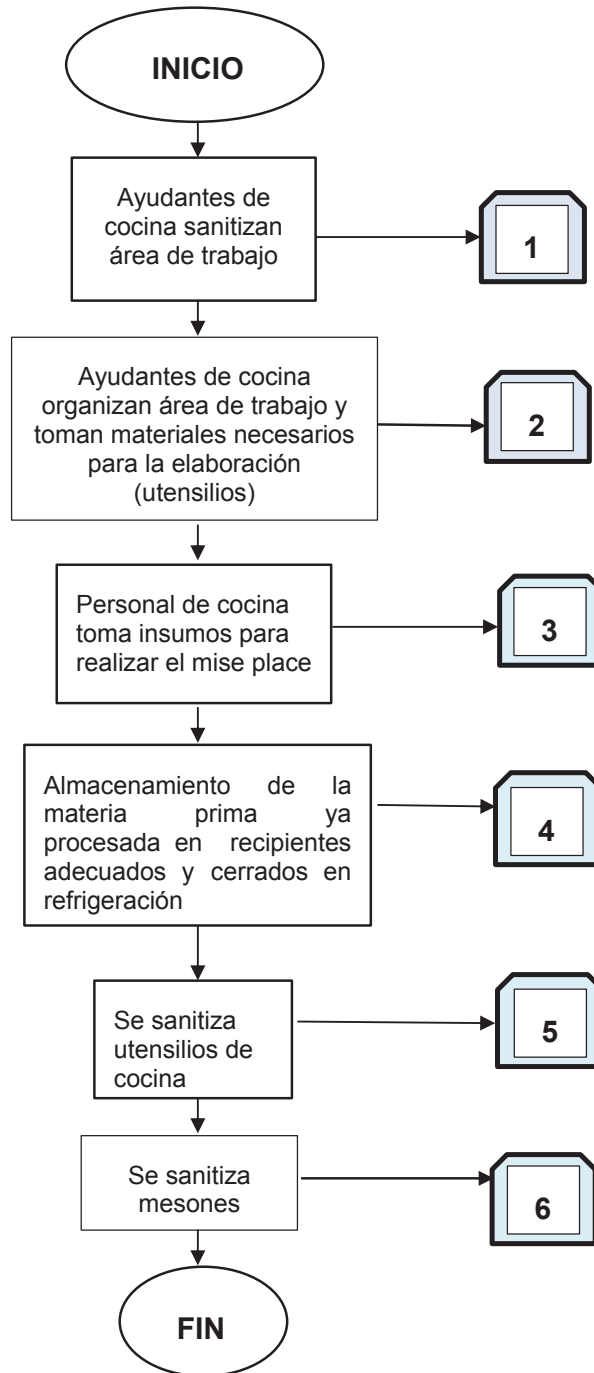 INICIO
Ayudantes de
cocina sanitizan
área de trabajo
1
Ayudantes de cocina
organizan área de trabajo y
toman materiales necesarios
para la elaboración
(utensilios)
2
Personal de cocina
toma insumos para
realizar el mise place
3
Almacenamiento de la
materia prima ya
procesada en recipientes
adecuados y cerrados en
refrigeración
4
Se sanitiza
utensilios de
cocina
5
Se sanitiza
mesones
6
FIN